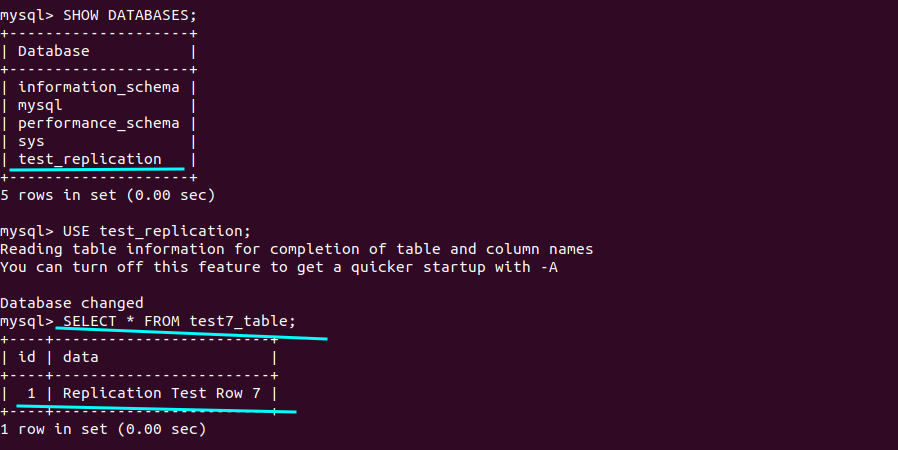 mysql> SHOW DATABASES;
+--------------------+
| Database           |
+--------------------+
| information_schema |
| mysql              |
| performance_schema |
| sys                |
| test_replication   |
+--------------------+
5 rows in set (0.00 sec)
mysql> USE test_replication;
Reading table information for completion of table and column names
You can turn off this feature to get a quicker startup with -A
Database changed
mysql> SELECT * FROM test7_table;
+----+------------------------+
| id | data                   |
+----+------------------------+
|  1 | Replication Test Row 7 |
+----+------------------------+
1 row in set (0.00 sec)